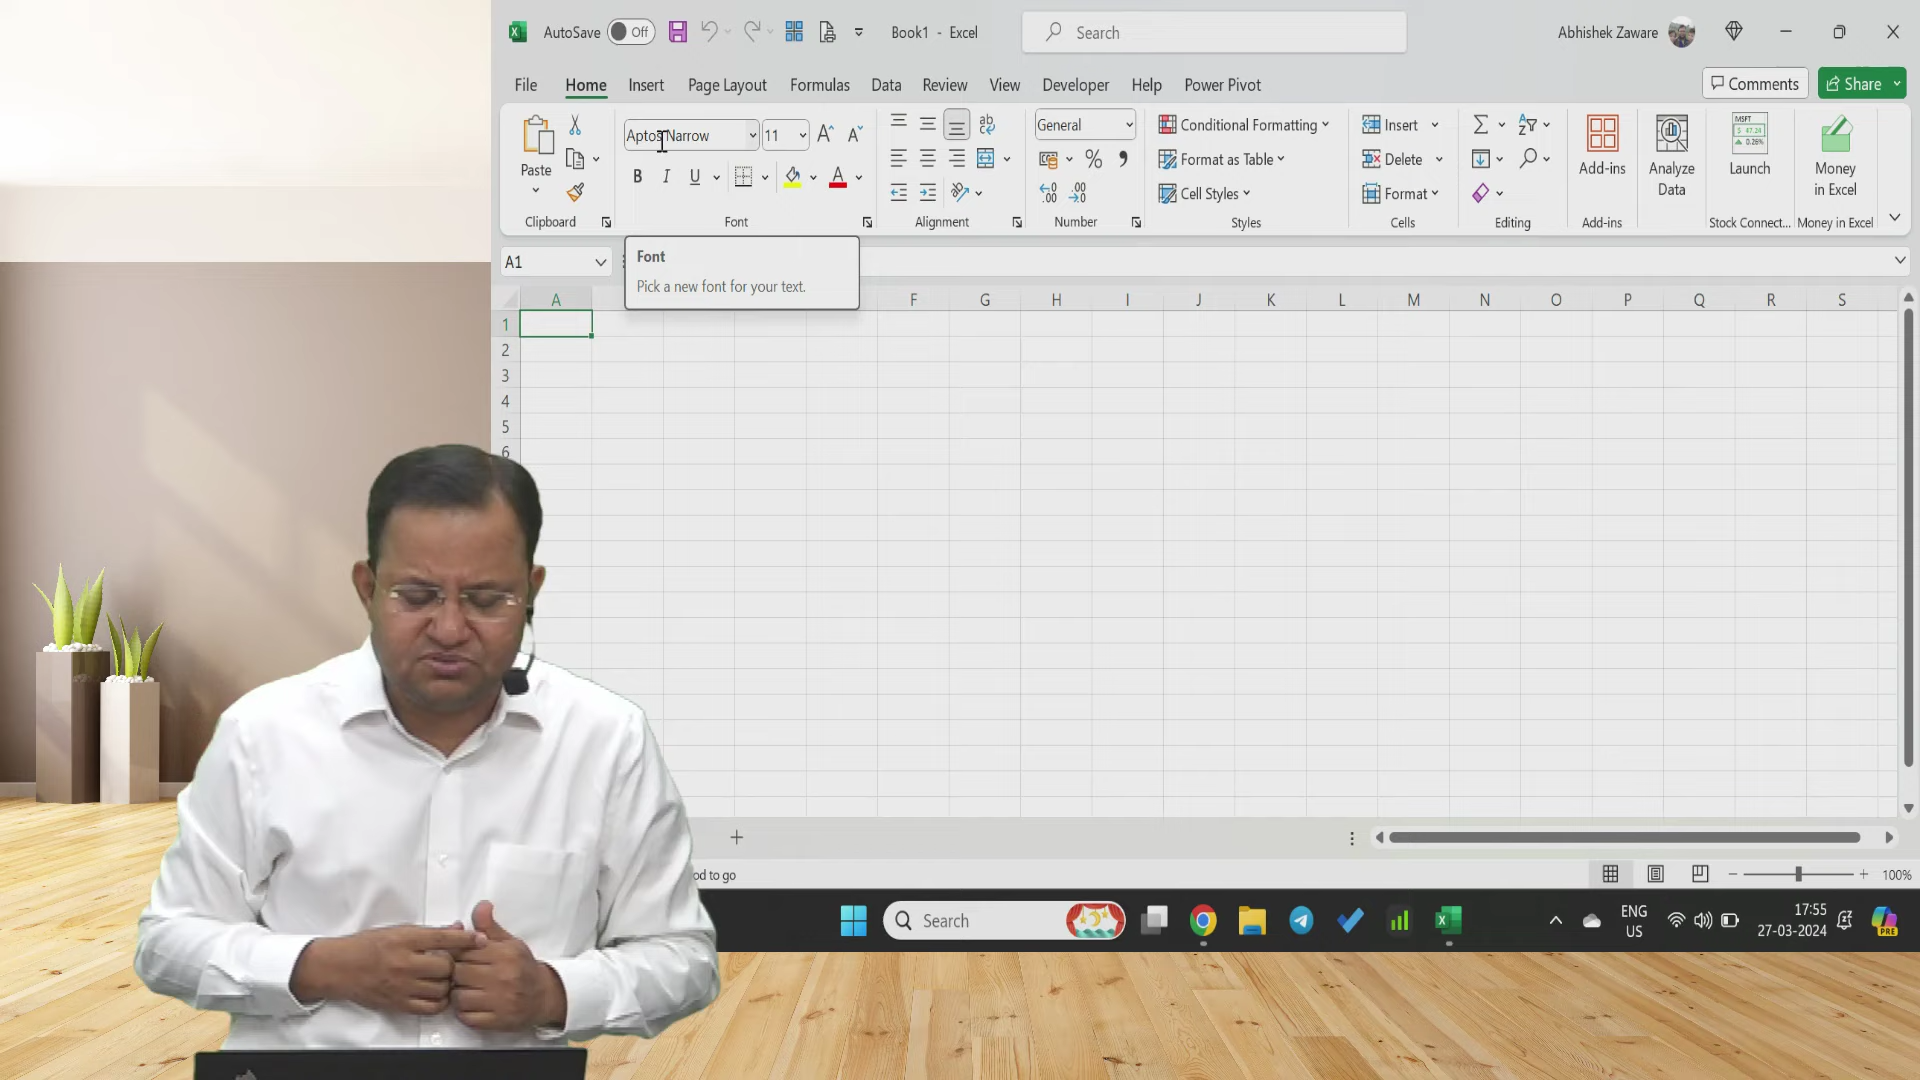 AutoSave Off Book1 - Excel Search Abhishek Zaware
File Home Insert Page Layout Formulas Data Review View Developer Help Power Pivot Comments Share
Aptos Narrow 11 General Conditional Formatting Insert
Paste Format as Table Delete Add-ins Analyze Data Launch Money in Excel
B I U A Cell Styles Format
Clipboard Font Alignment Number Styles Cells Editing Add-ins Stock Connect... Money in Excel
A1
Font
Pick a new font for your text.
A F G H I J K L M N O P Q R S
1
2
3
4
5
6
od to go 100%
Search ENG US 17:55 27-03-2024